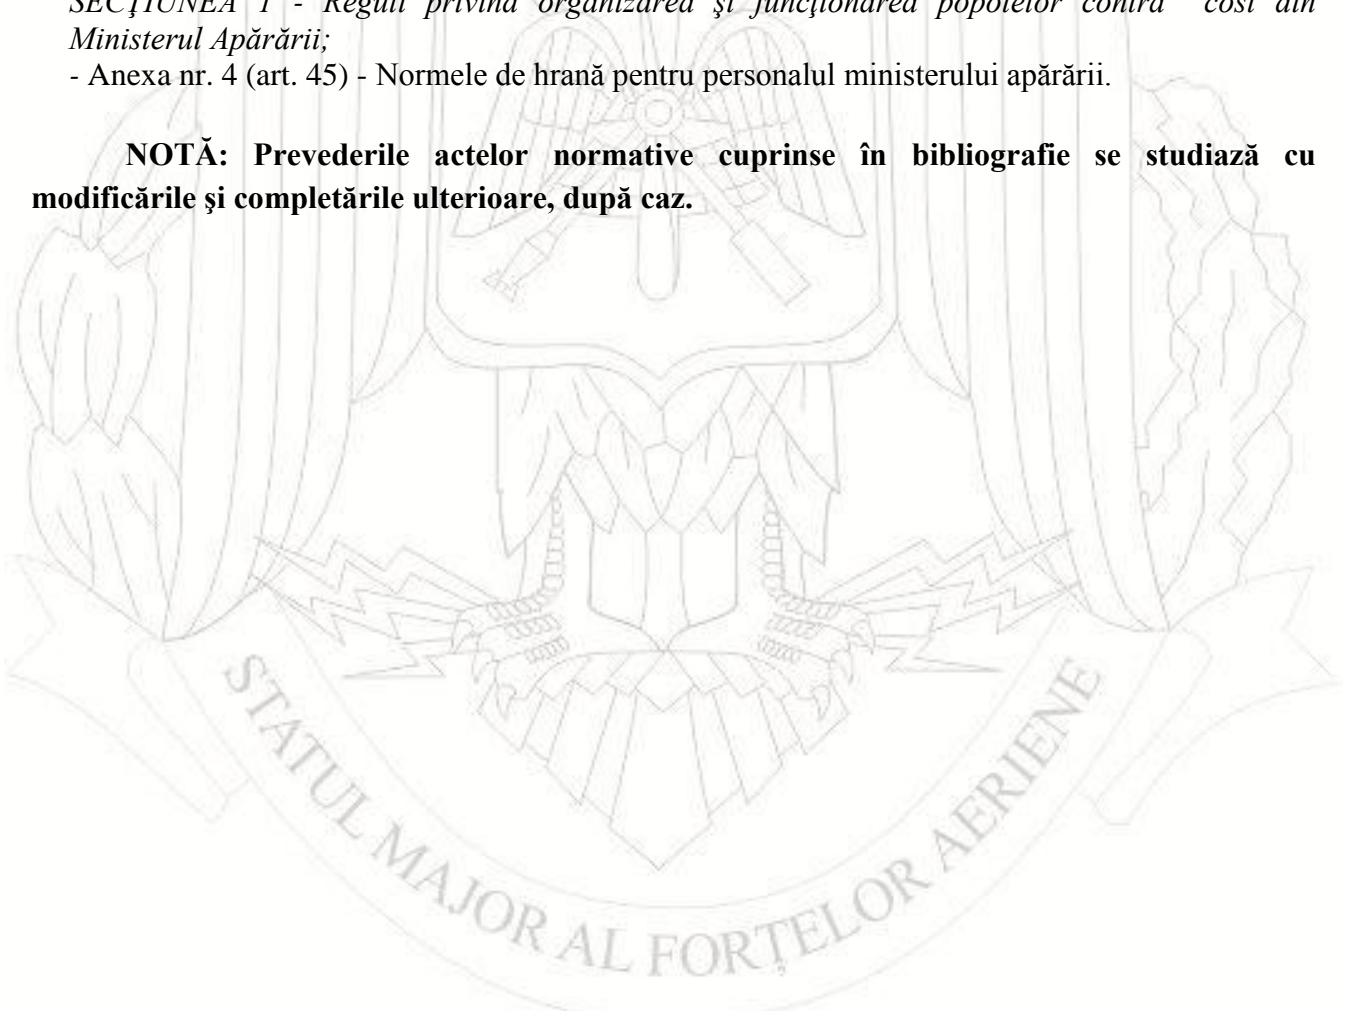 SECŢIUNEA 1 - Reguli privind organizarea şi funcţionarea popotelor contra cost din
Ministerul Apărării;
- Anexa nr. 4 (art. 45) - Normele de hrană pentru personalul ministerului apărării.
NOTĂ: Prevederile actelor normative cuprinse în bibliografie se studiază cu
modificările şi completările ulterioare, după caz.
STATUL MAJOR AL FORŢELOR AERIENE